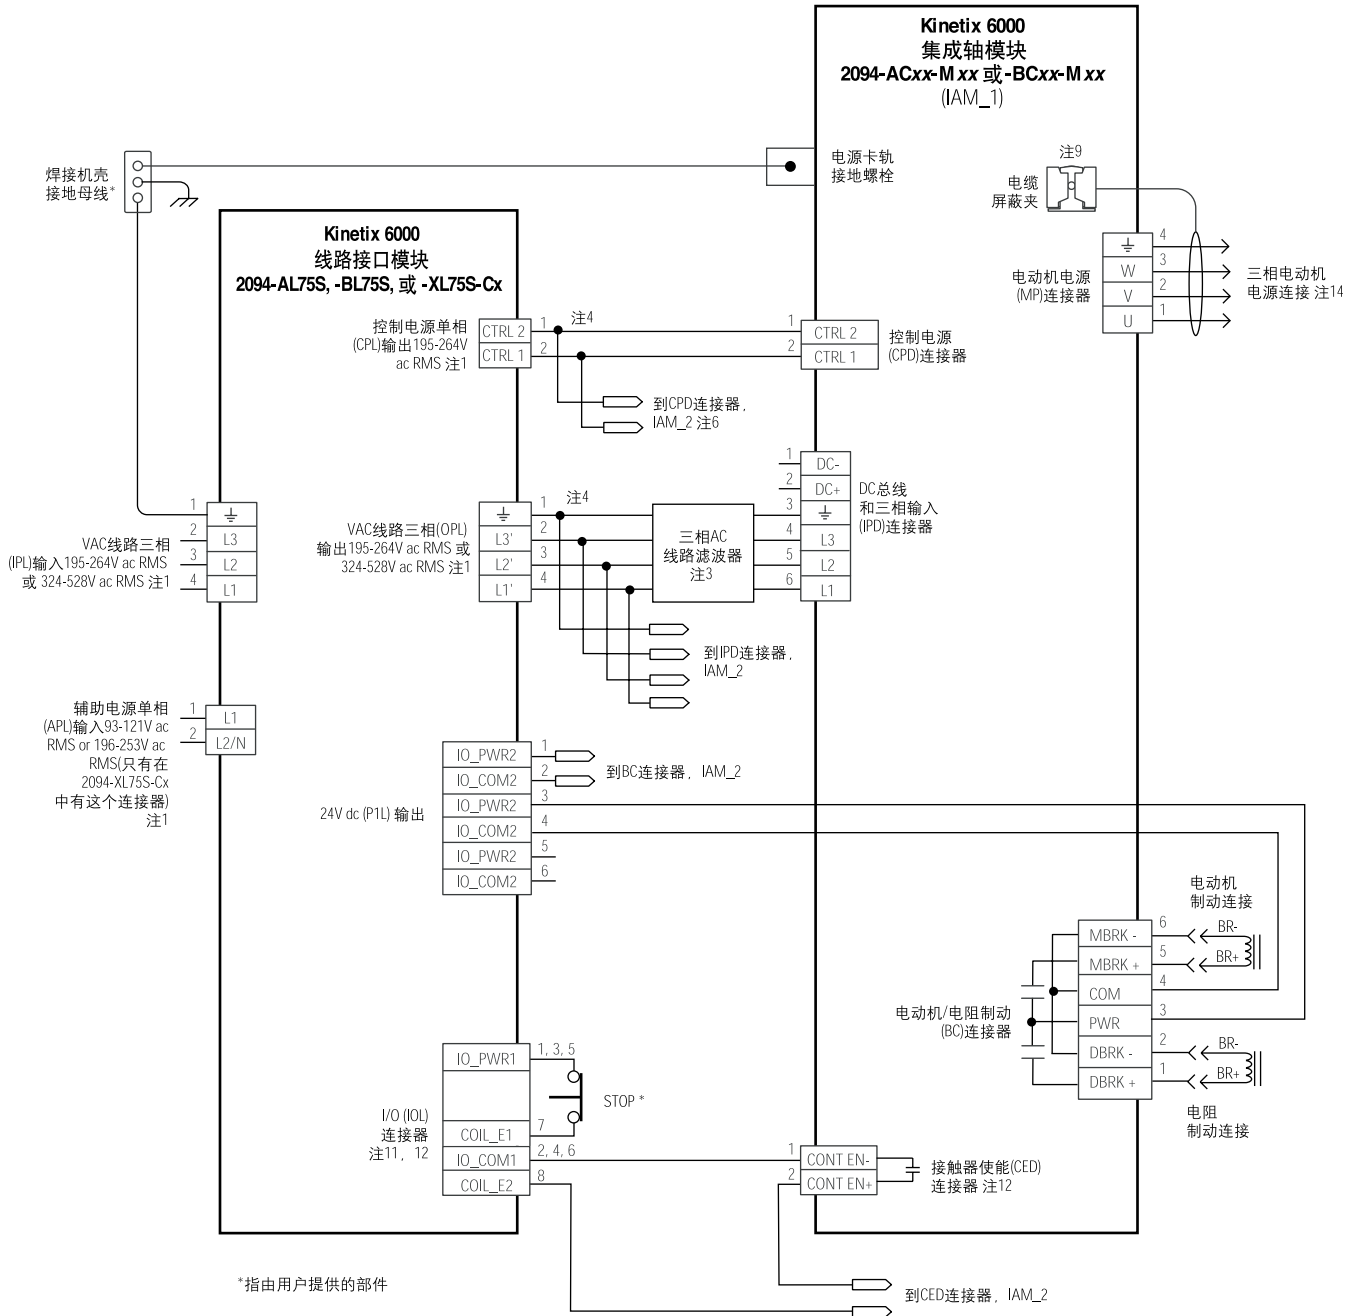 Kinetix 6000
集成轴模块
2094-ACxx-Mxx 或 -BCxx-Mxx
(IAM_1)
焊接机壳
接地母线*
电源卡轨
接地螺栓
注9
电缆
屏蔽夹
Kinetix 6000
线路接口模块
2094-AL75S, -BL75S, 或 -XL75S-Cx
电动机电源
(MP)连接器
4
W 3
V 2
U 1
三相电动机
电源连接 注14
控制电源单相
(CPL)输出195-264V
ac RMS 注1
CTRL 2 1
CTRL 1 2
注4
1 CTRL 2
2 CTRL 1
控制电源
(CPD)连接器
到CPD连接器,
IAM_2 注6
1
2 L3
3 L2
4 L1
VAC线路三相
(IPL)输入195-264V ac RMS
或 324-528V ac RMS 注1
VAC线路三相(OPL)
输出195-264V ac RMS 或
324-528V ac RMS 注1
1
L3' 2
L2' 3
L1' 4
注4
三相AC
线路滤波器
注3
1 DC-
2 DC+
3
4 L3
5 L2
6 L1
DC总线
和三相输入
(IPD)连接器
到IPD连接器,
IAM_2
辅助电源单相
(APL)输入93-121V ac
RMS or 196-253V ac
RMS(只有在
2094-XL75S-Cx
中有这个连接器)
注1
1 L1
2 L2/N
24V dc (P1L) 输出
IO_PWR2 1
IO_COM2 2
IO_PWR2 3
IO_COM2 4
IO_PWR2 5
IO_COM2 6
到BC连接器, IAM_2
电动机
制动连接
MBRK - 6 BR-
MBRK + 5 BR+
COM 4
PWR 3
DBRK - 2 BR-
DBRK + 1 BR+
电动机/电阻制动
(BC)连接器
电阻
制动连接
I/O (IOL)
连接器
注11, 12
IO_PWR1 1, 3, 5
COIL_E1 7
IO_COM1 2, 4, 6
COIL_E2 8
STOP *
1 CONT EN-
2 CONT EN+
接触器使能(CED)
连接器 注12
*指由用户提供的部件
到CED连接器, IAM_2